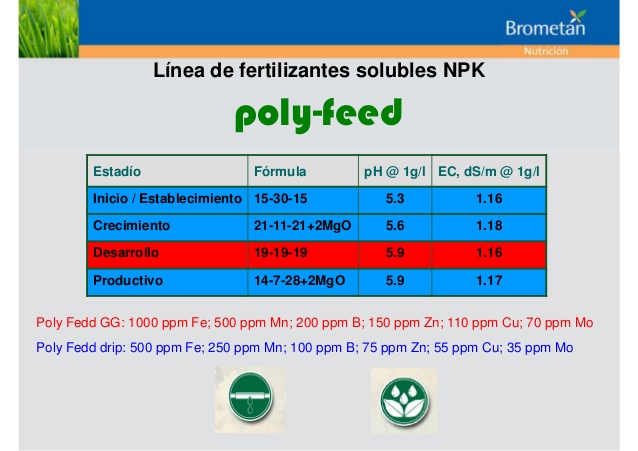 Brometán
Nutrición
Línea de fertilizantes solubles NPK
poly-feed
Estadío Fórmula pH @ 1g/l EC, dS/m @ 1g/l
Inicio / Establecimiento 15-30-15 5.3 1.16
Crecimiento 21-11-21+2MgO 5.6 1.18
Desarrollo 19-19-19 5.9 1.16
Productivo 14-7-28+2MgO 5.9 1.17
Poly Fedd GG: 1000 ppm Fe; 500 ppm Mn; 200 ppm B; 150 ppm Zn; 110 ppm Cu; 70 ppm Mo
Poly Fedd drip: 500 ppm Fe; 250 ppm Mn; 100 ppm B; 75 ppm Zn; 55 ppm Cu; 35 ppm Mo